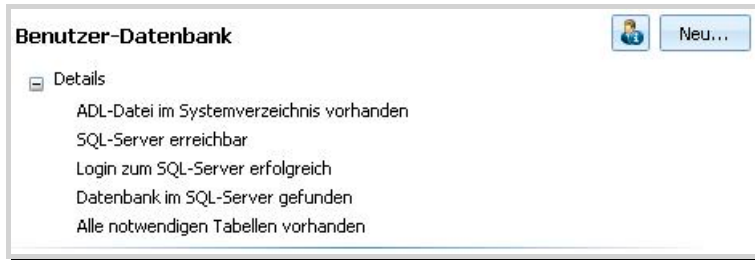 Benutzer-Datenbank
Neu...
Details
ADL-Datei im Systemverzeichnis vorhanden
SQL-Server erreichbar
Login zum SQL-Server erfolgreich
Datenbank im SQL-Server gefunden
Alle notwendigen Tabellen vorhanden